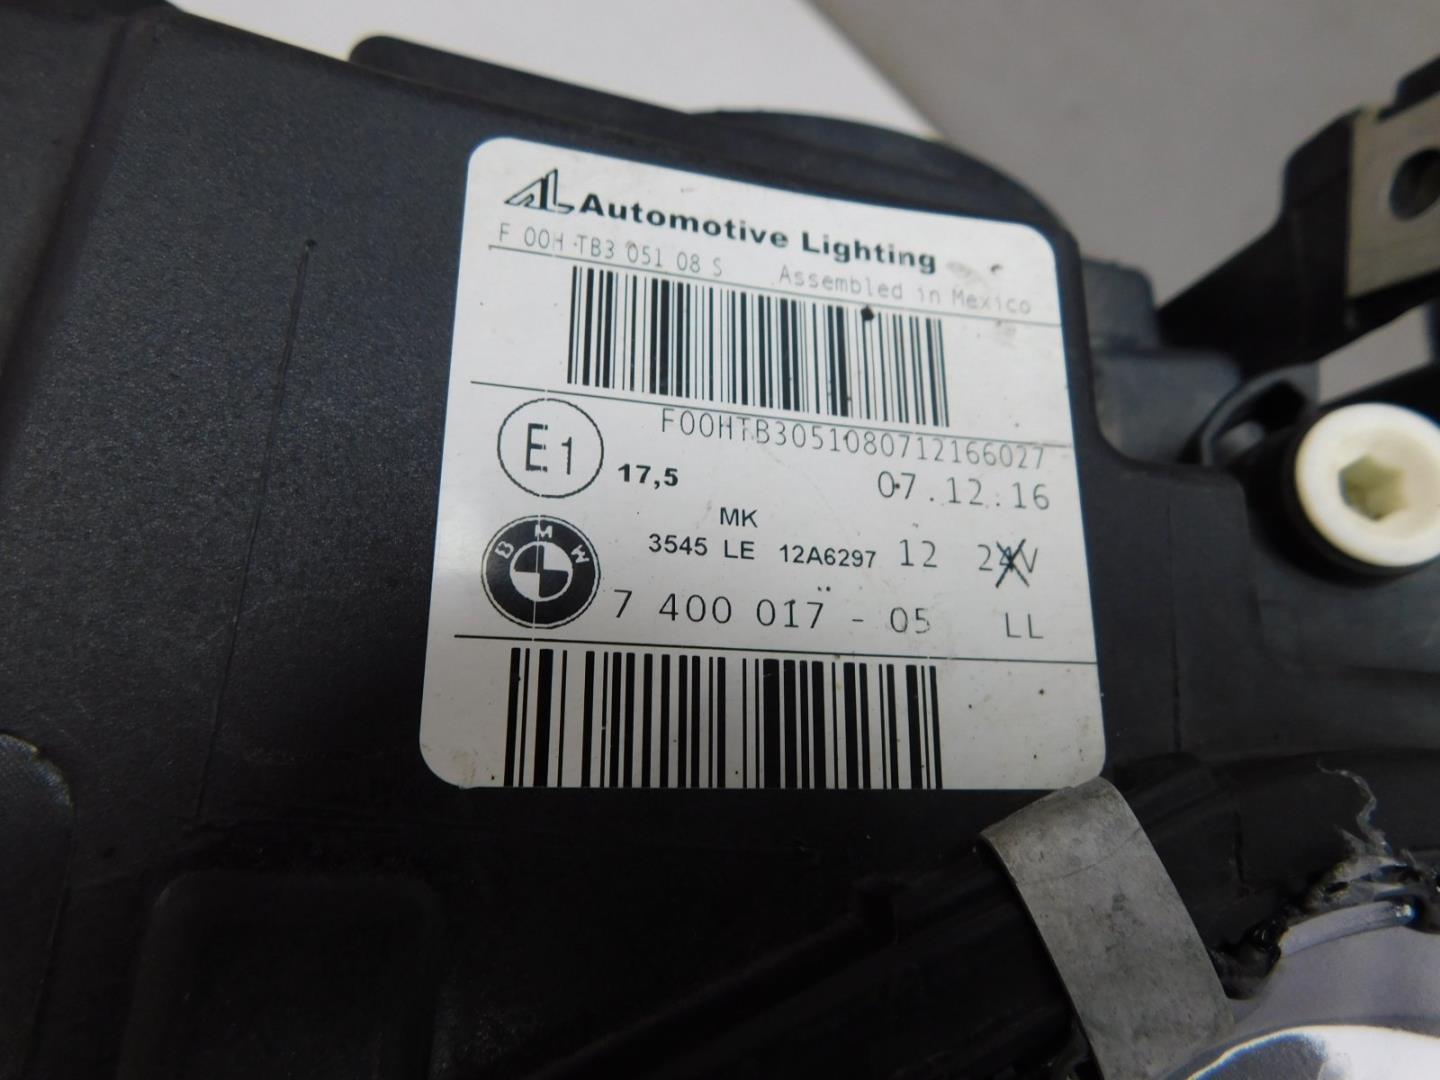 AL Automotive Lighting
F 00H TB3 051 08 S Assembled in Mexico
F00HTB3051080712166027
E1 17,5 07.12.16
MK
3545 LE 12A6297 12 24V
BMW 7 400 017 - 05 LL